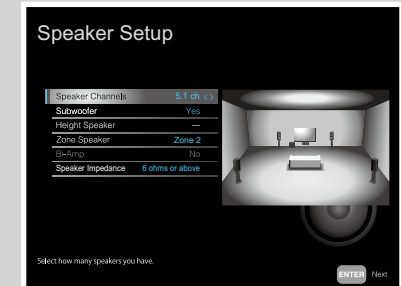 Speaker Setup
Speaker Channels 5.1 ch <>
Subwoofer Yes
Height Speaker ---
Zone Speaker Zone 2
Bi-Amp No
Speaker Impedance 6 ohms or above
Select how many speakers you have.
ENTER Next